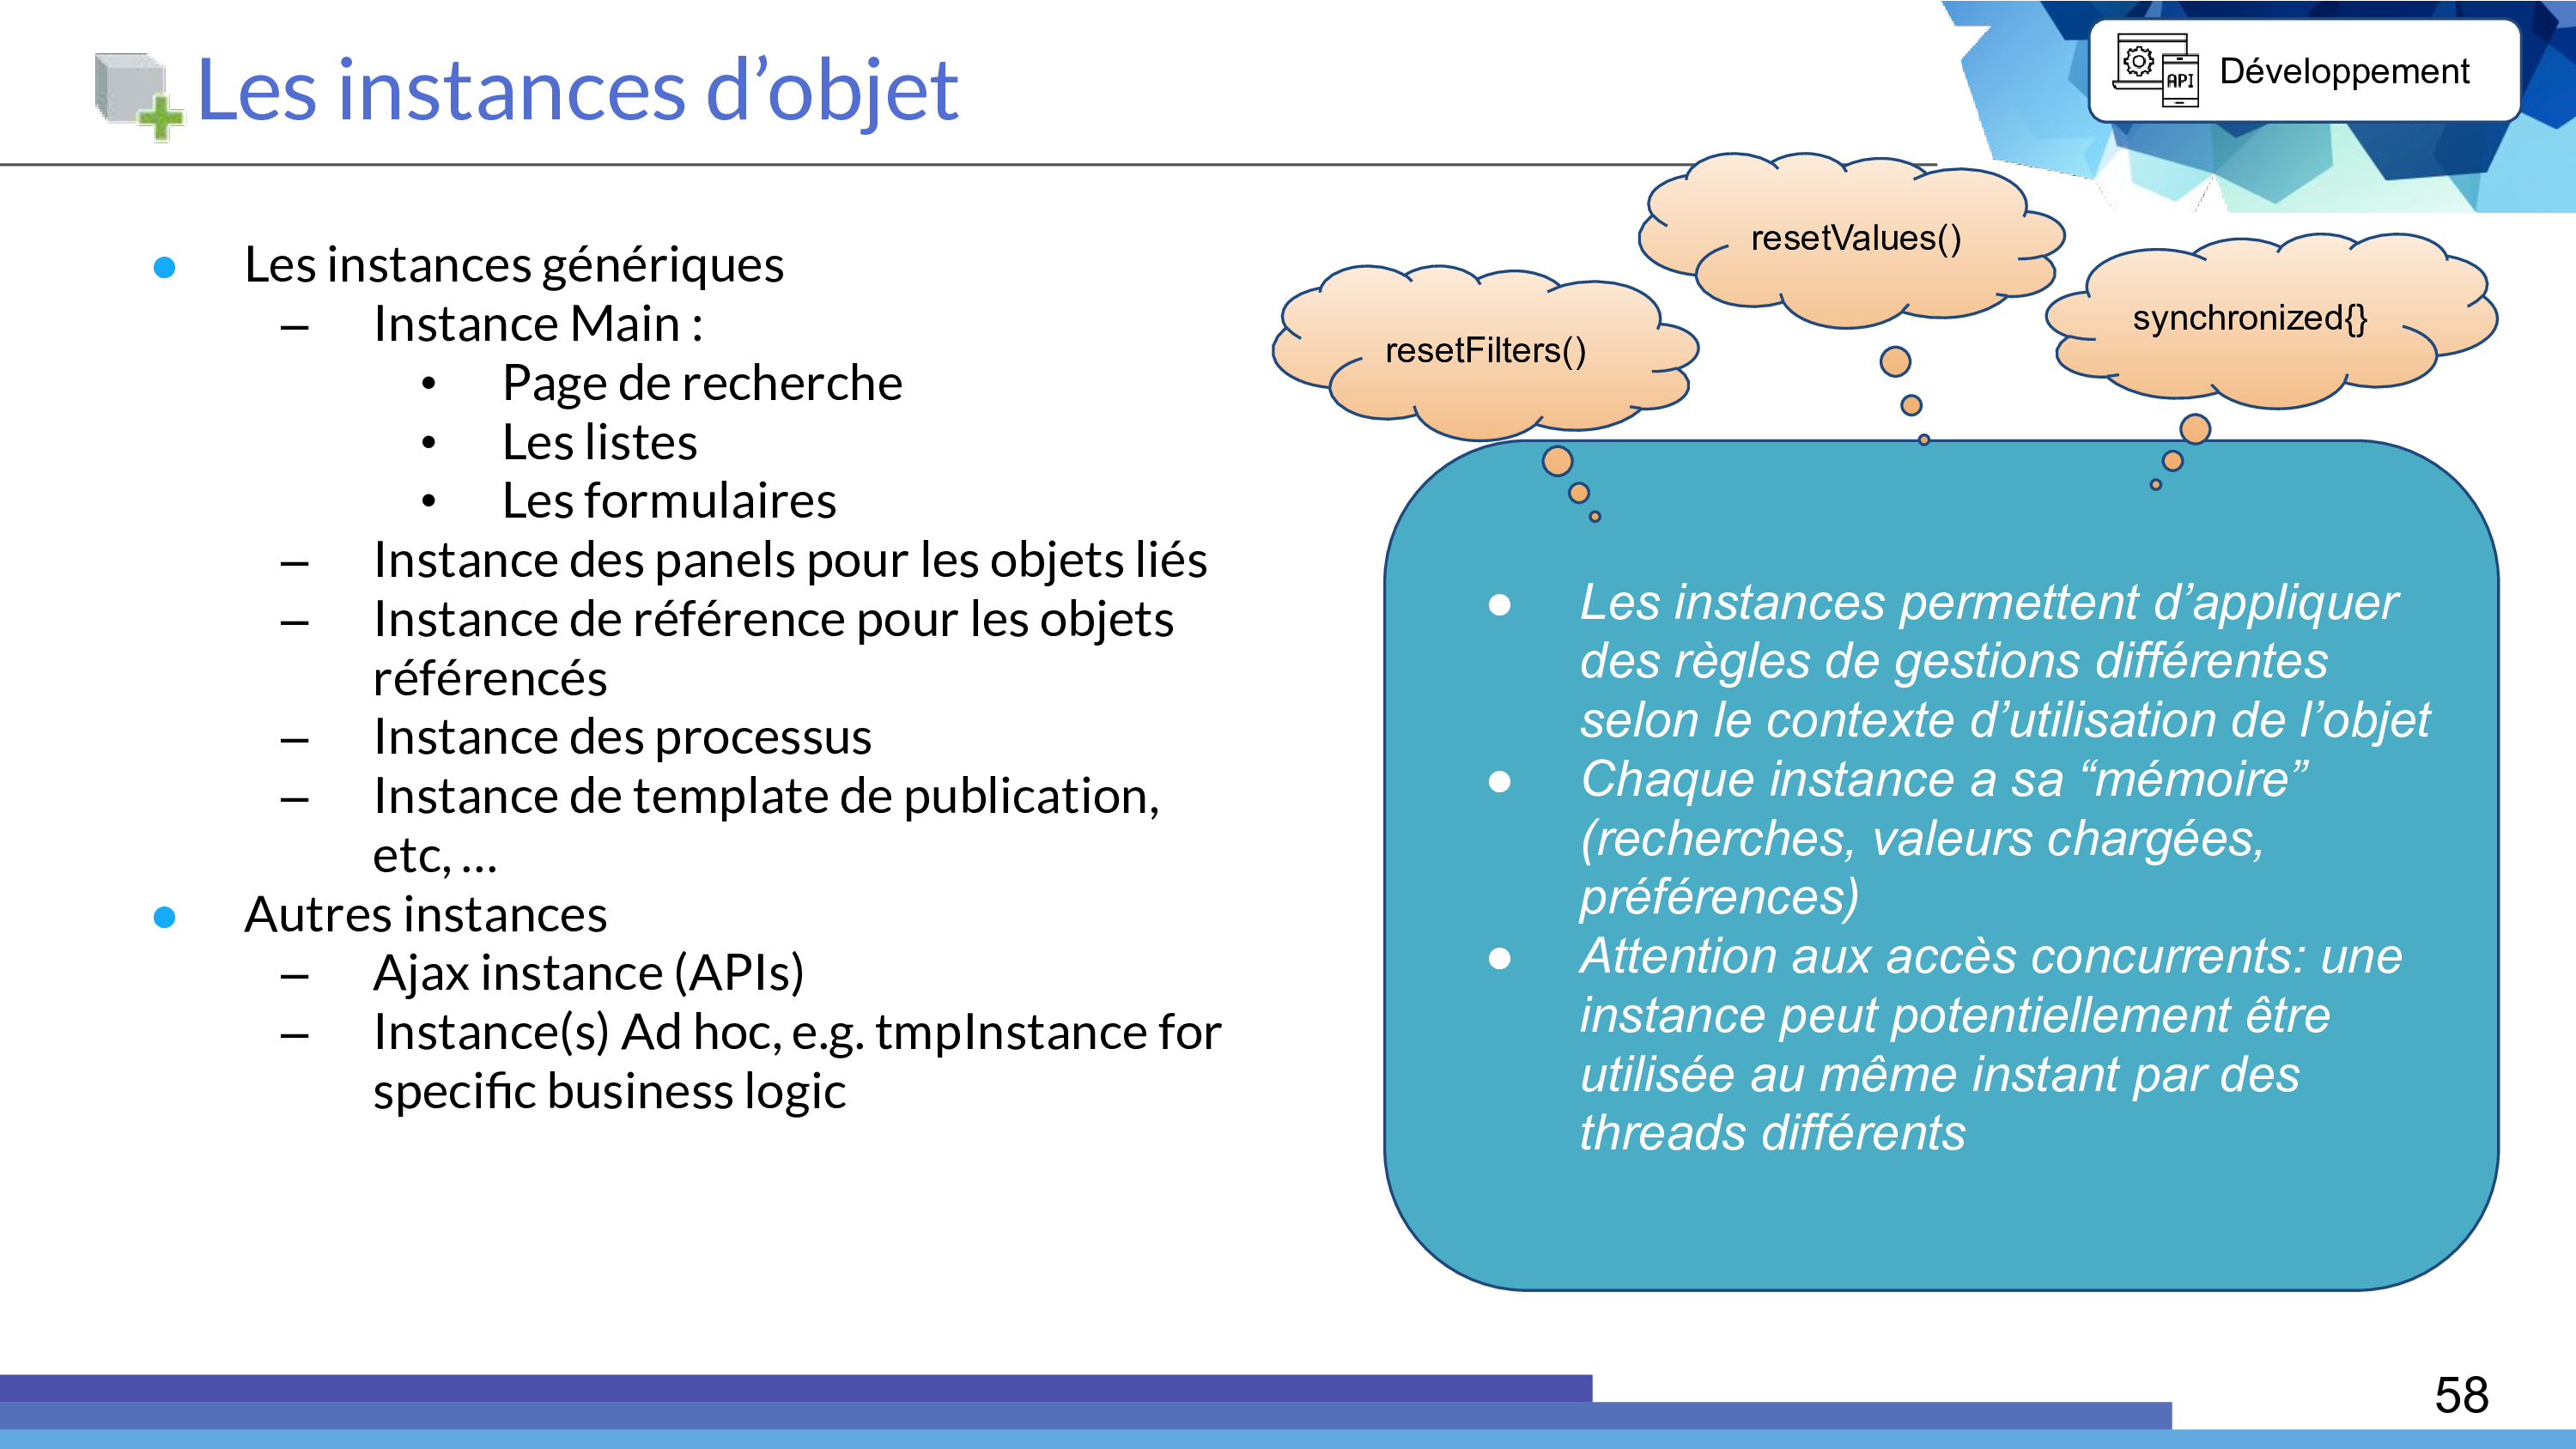 Les instances d’objet
API
Développement
● Les instances génériques
– Instance Main :
• Page de recherche
• Les listes
• Les formulaires
– Instance des panels pour les objets liés
– Instance de référence pour les objets
référencés
– Instance des processus
– Instance de template de publication,
etc, …
● Autres instances
– Ajax instance (APIs)
– Instance(s) Ad hoc, e.g. tmpInstance for
specific business logic
resetFilters()
resetValues()
synchronized{}
● Les instances permettent d’appliquer
des règles de gestions différentes
selon le contexte d’utilisation de l’objet
● Chaque instance a sa “mémoire”
(recherches, valeurs chargées,
préférences)
● Attention aux accès concurrents: une
instance peut potentiellement être
utilisée au même instant par des
threads différents
58